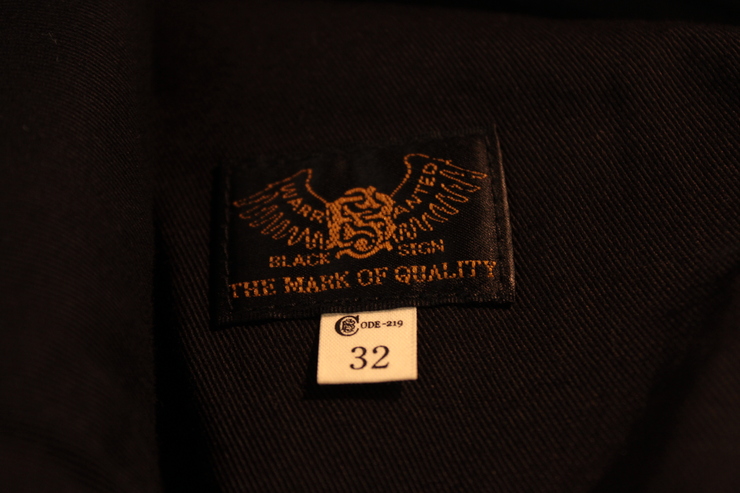 WARRANTED
BLACK SIGN
THE MARK OF QUALITY
CODE-219
32